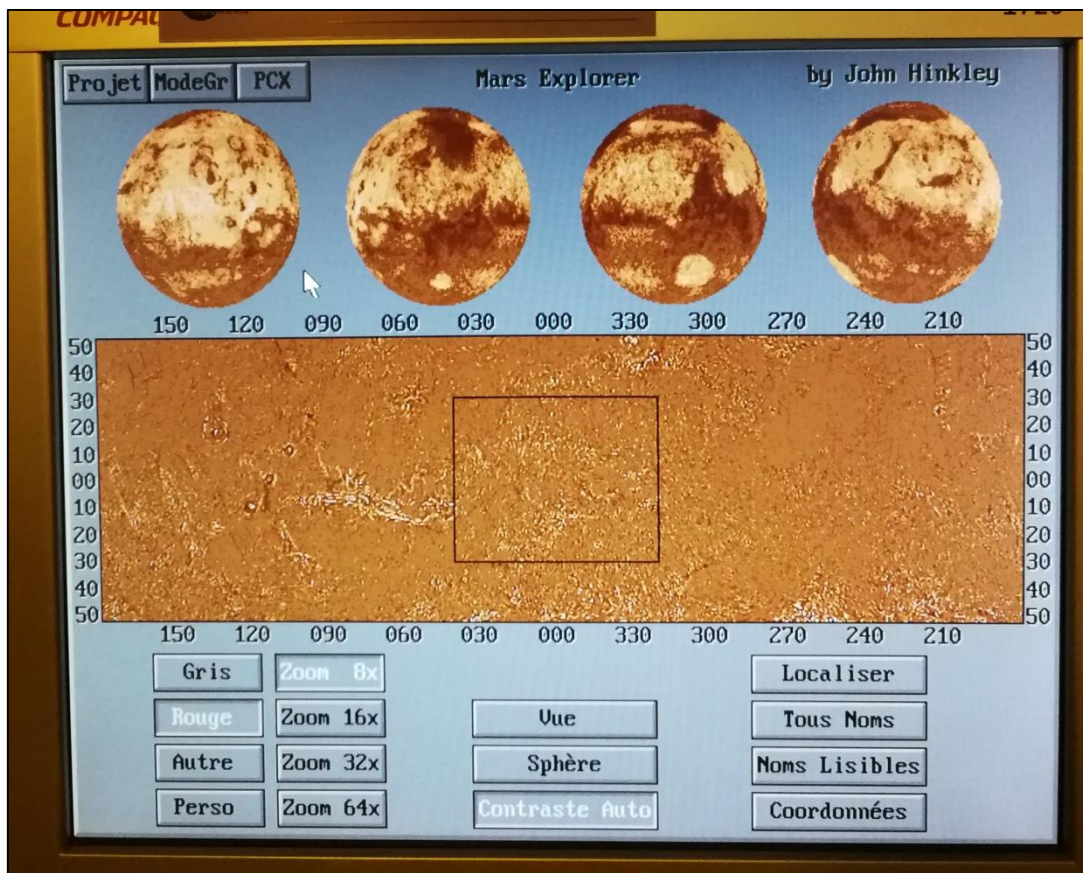 COMPAQ
1720
Projet ModeGr PCX Mars Explorer by John Hinkley
150 120 090 060 030 000 330 300 270 240 210
50 50
40 40
30 30
20 20
10 10
00 00
10 10
20 20
30 30
40 40
50 50
150 120 090 060 030 000 330 300 270 240 210
Gris Zoom 8x Localiser
Rouge Zoom 16x Vue Tous Noms
Autre Zoom 32x Sphère Noms Lisibles
Perso Zoom 64x Contraste Auto Coordonnées